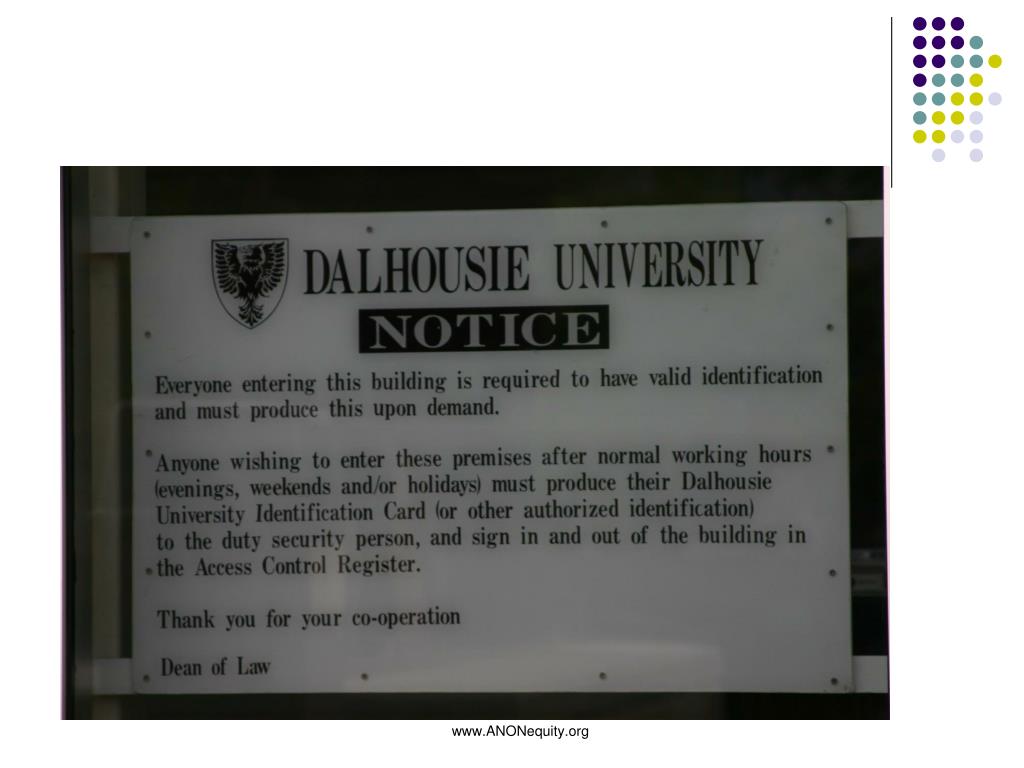 DALHOUSIE UNIVERSITY
NOTICE
Everyone entering this building is required to have valid identification
and must produce this upon demand.
Anyone wishing to enter these premises after normal working hours
(evenings, weekends and/or holidays) must produce their Dalhousie
University Identification Card (or other authorized identification)
to the duty security person, and sign in and out of the building in
the Access Control Register.
Thank you for your co-operation
Dean of Law
www.ANONequity.org